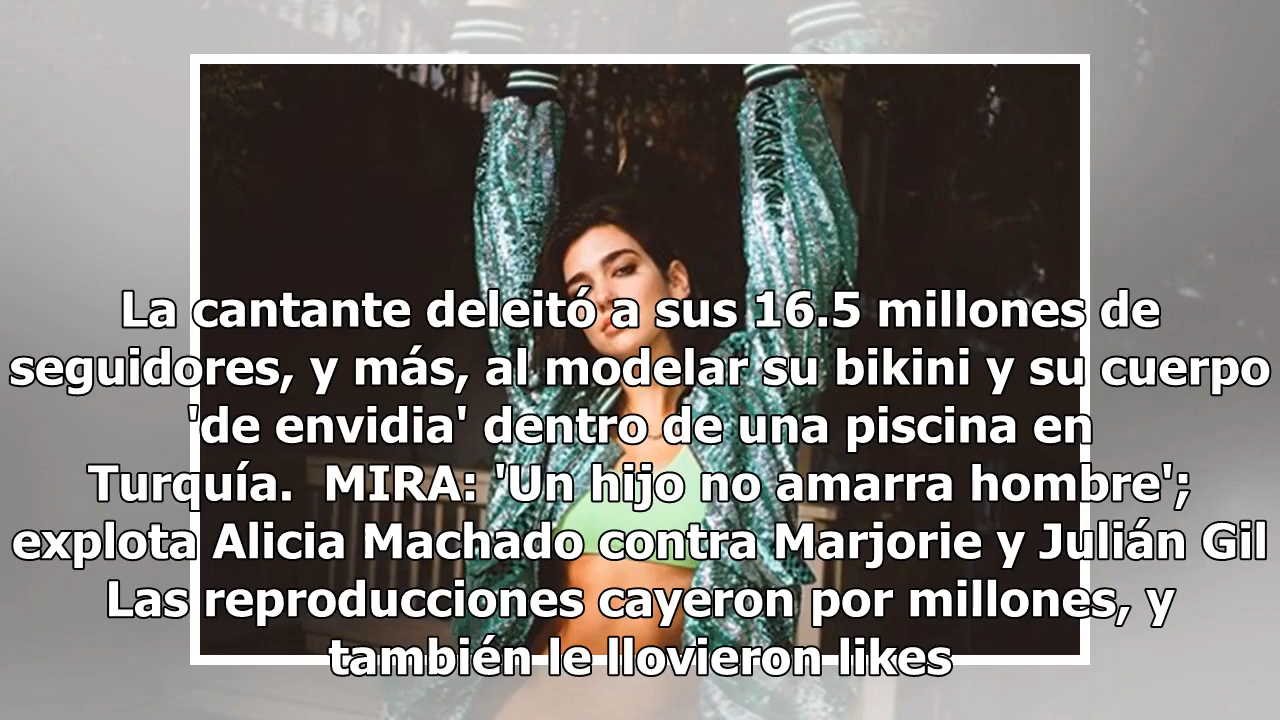 La cantante deleitó a sus 16.5 millones de
seguidores, y más, al modelar su bikini y su cuerpo
'de envidia' dentro de una piscina en
Turquía.  MIRA: 'Un hijo no amarra hombre';
explota Alicia Machado contra Marjorie y Julián Gil
Las reproducciones cayeron por millones, y
también le llovieron likes